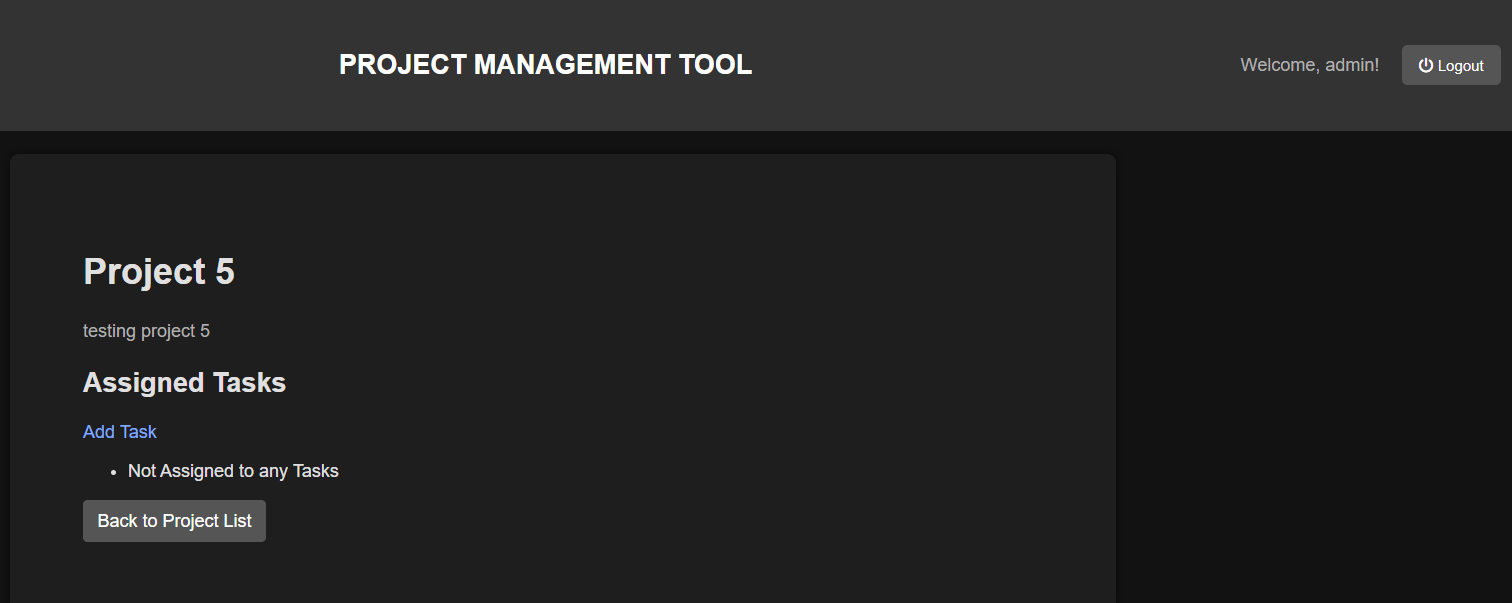 PROJECT MANAGEMENT TOOL
Welcome, admin!
Logout
Project 5
testing project 5
Assigned Tasks
Add Task
Not Assigned to any Tasks
Back to Project List